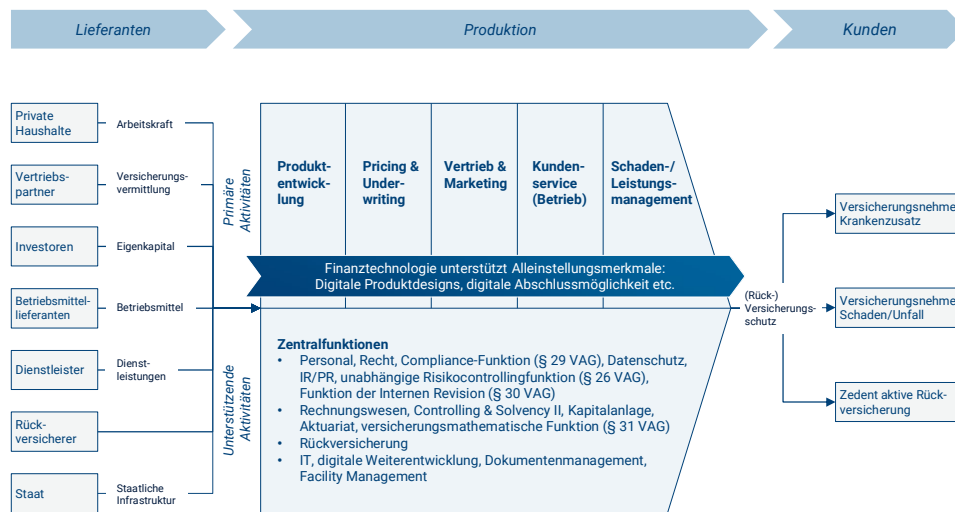 Lieferanten
Produktion
Kunden
Private
Haushalte
Arbeitskraft
Vertriebs-
partner
Versicherungs-
vermittlung
Investoren
Eigenkapital
Betriebsmittel-
lieferanten
Betriebsmittel
Dienstleister
Dienst-
leistungen
Rück-
versicherer
Staat
Staatliche
Infrastruktur
Primäre
Aktivitäten
Unterstützende
Aktivitäten
Produkt-
entwick-
lung
Pricing &
Under-
writing
Vertrieb &
Marketing
Kunden-
service
(Betrieb)
Schaden-/
Leistungs-
management
Finanztechnologie unterstützt Alleinstellungsmerkmale:
Digitale Produktdesigns, digitale Abschlussmöglichkeit etc.
Zentralfunktionen
• Personal, Recht, Compliance-Funktion (§ 29 VAG), Datenschutz,
IR/PR, unabhängige Risikocontrollingfunktion (§ 26 VAG),
Funktion der Internen Revision (§ 30 VAG)
• Rechnungswesen, Controlling & Solvency II, Kapitalanlage,
Aktuariat, versicherungsmathematische Funktion (§ 31 VAG)
• Rückversicherung
• IT, digitale Weiterentwicklung, Dokumentenmanagement,
Facility Management
(Rück-)
Versicherungs-
schutz
Versicherungsnehme
Krankenzusatz
Versicherungsnehme
Schaden/Unfall
Zedent aktive Rück-
versicherung